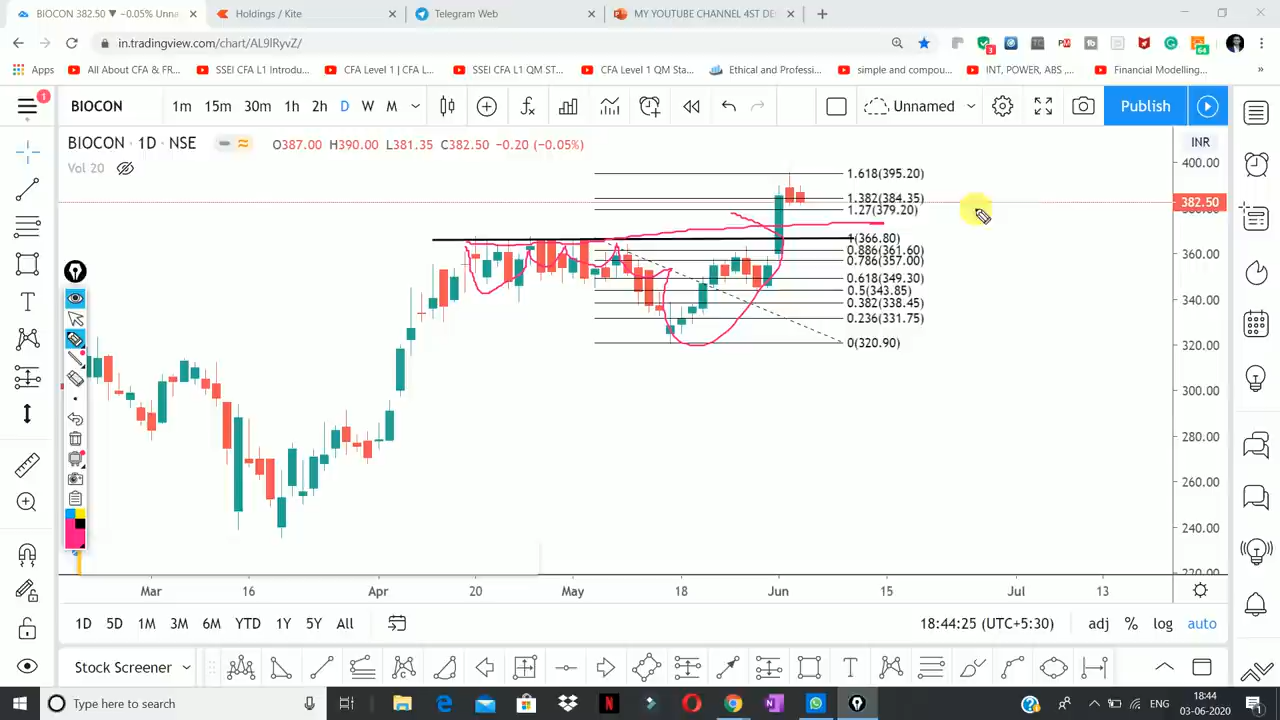 BIOCON 382.50 ▼ −0.05% Unna
Holdings / Kite
Telegram Web
MY YOUTUBE CHANNEL 4ST DE
in.tradingview.com/chart/AL9lRyvZ/
Apps
All About CFA & FR...
SSEI CFA L1 Introdu...
CFA Level 1 | CFA L...
SSEI CFA L1 QM ST...
CFA Level 1 QM Sta...
Ethical and Professi...
simple and compou...
INT, POWER, ABS ,...
Financial Modelling...
»
1
BIOCON
1m
15m
30m
1h
2h
D
W
M
Unnamed
Publish
BIOCON · 1D · NSE
O387.00 H390.00 L381.35 C382.50 −0.20 (−0.05%)
Vol 20
INR
400.00
382.50
360.00
340.00
320.00
300.00
280.00
260.00
240.00
1.618(395.20)
1.382(384.35)
1.27(379.20)
1(366.80)
0.886(361.60)
0.786(357.00)
0.618(349.30)
0.5(343.85)
0.382(338.45)
0.236(331.75)
0(320.90)
Mar
16
Apr
20
May
18
Jun
15
Jul
13
1D
5D
1M
3M
6M
YTD
1Y
5Y
All
18:44:25 (UTC+5:30)
adj
%
log
auto
Stock Screener
Type here to search
ENG
18:44
03-06-2020